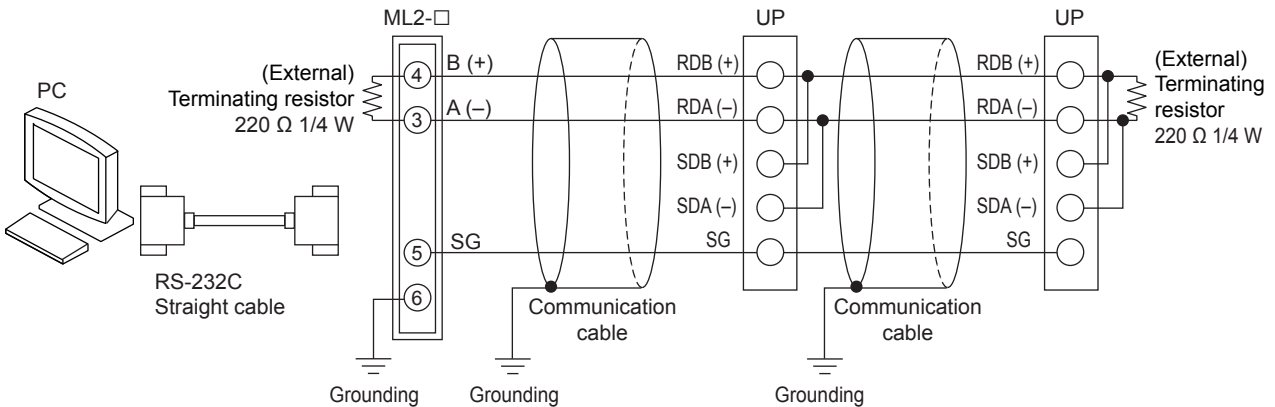 ML2-□
UP
UP
PC
(External)
Terminating resistor
220 Ω 1/4 W
4
B (+)
RDB (+)
RDB (+)
(External)
Terminating
resistor
220 Ω 1/4 W
3
A (–)
RDA (–)
RDA (–)
SDB (+)
SDB (+)
SDA (–)
SDA (–)
5
SG
SG
SG
6
RS-232C
Straight cable
Communication
cable
Communication
cable
Grounding
Grounding
Grounding